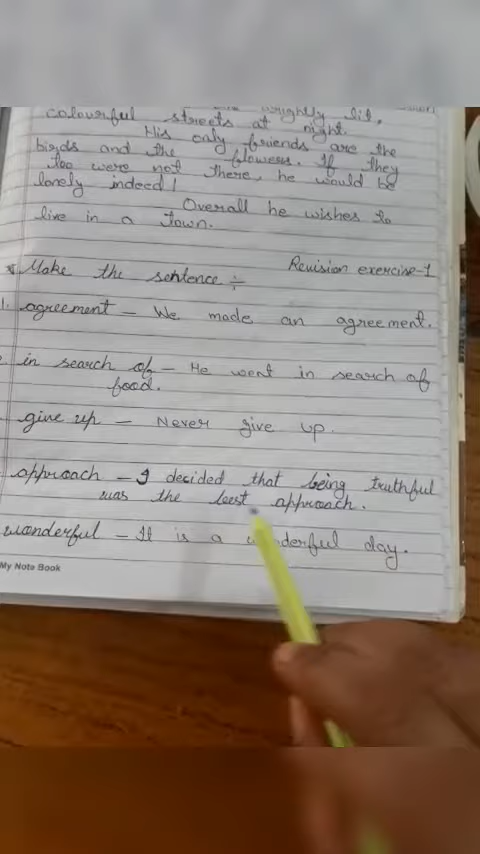 brightly lit,
colourful streets at night.
His only friends are the
birds and the flowers. If they
too were not there, he would be
lonely indeed!
Overall he wishes to
live in a town.
* Make the sentence ÷ Revision exercise-1
1. agreement - We made an agreement.
in search of - He went in search of
food.
give up - Never give up.
approach - I decided that being truthful
was the best approach.
wonderful - It is a wonderful day.
My Note Book